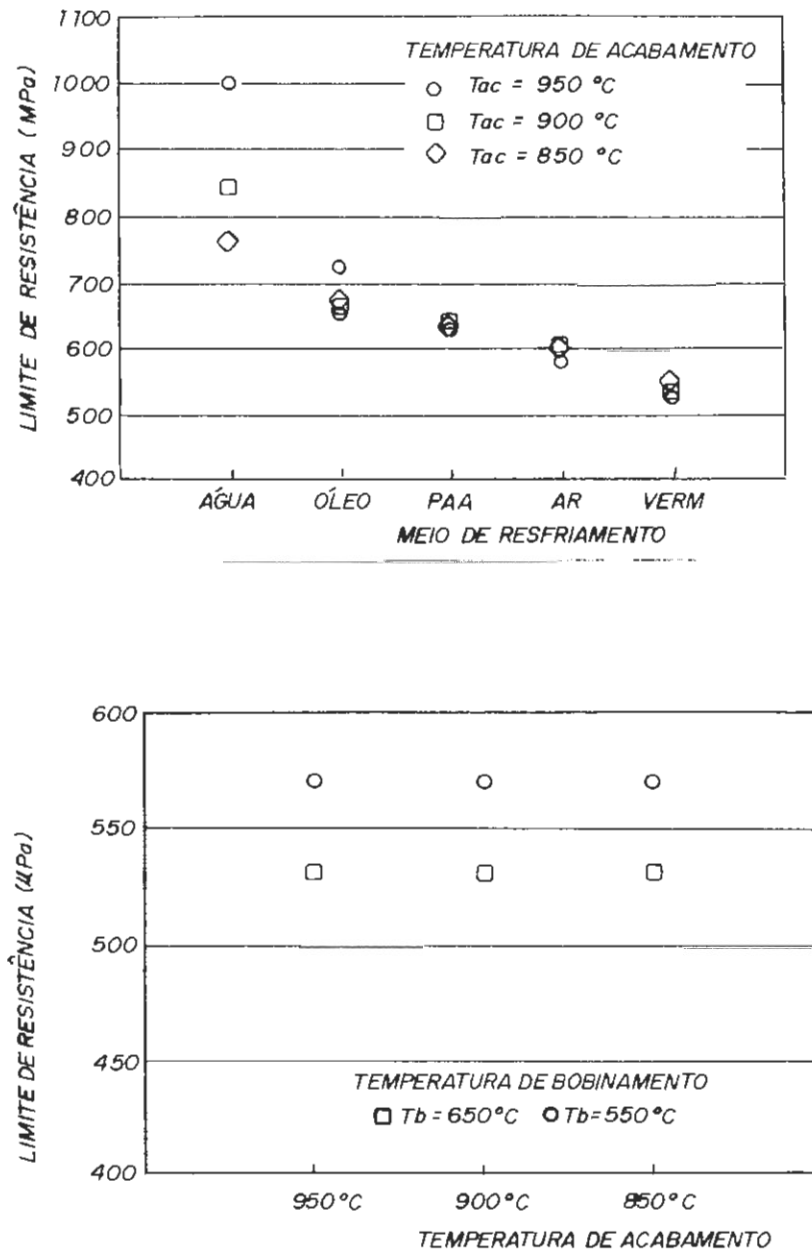 1100
1000
900
800
700
600
500
400
LIMITE DE RESISTÊNCIA (MPa)
TEMPERATURA DE ACABAMENTO
Tac = 950 °C
Tac = 900 °C
Tac = 850 °C
ÁGUA ÓLEO PAA AR VERM
MEIO DE RESFRIAMENTO
600
550
500
450
400
LIMITE DE RESISTÊNCIA (μPa)
TEMPERATURA DE BOBINAMENTO
Tb = 650°C Tb = 550°C
950°C 900°C 850°C
TEMPERATURA DE ACABAMENTO